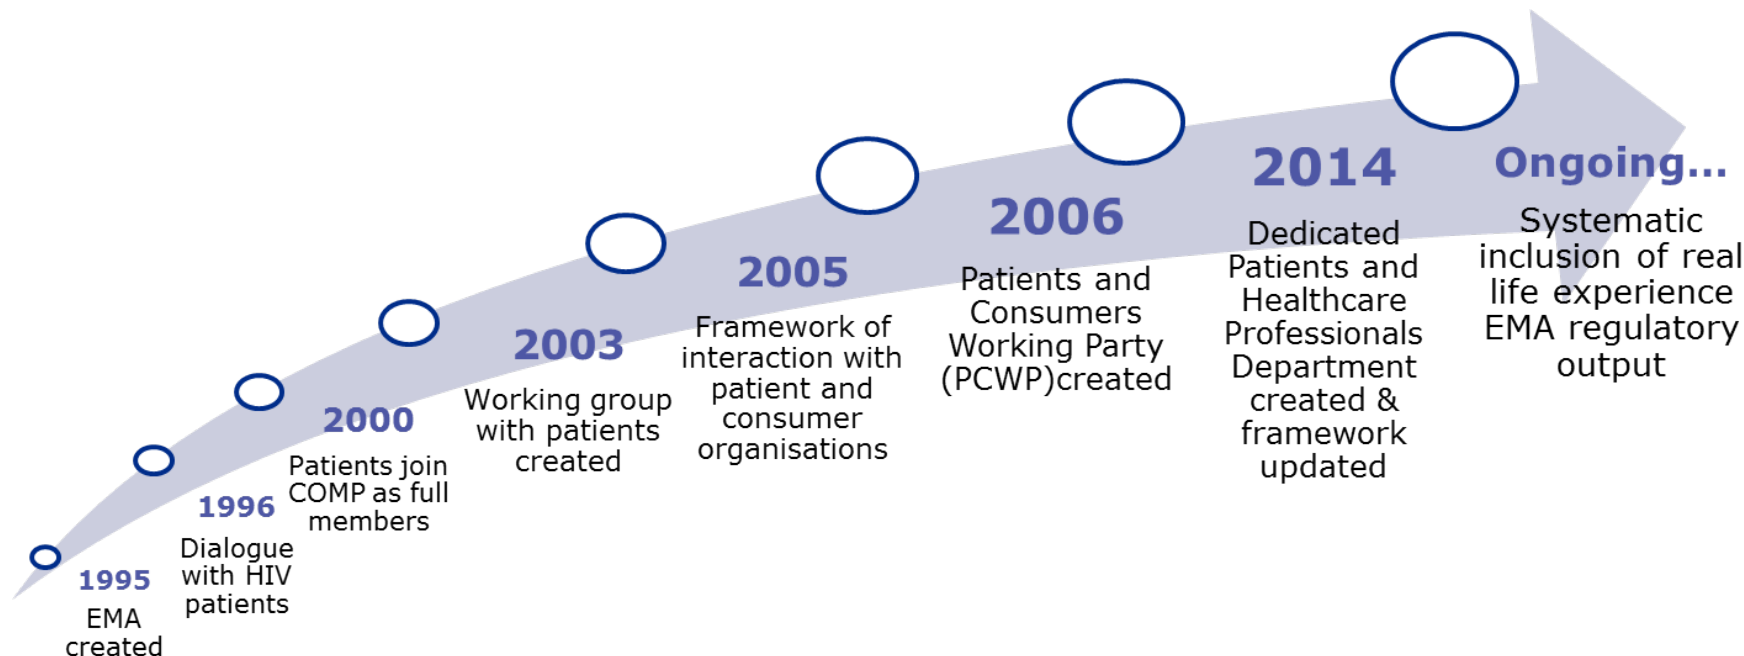 1995
EMA
created
1996
Dialogue
with HIV
patients
2000
Patients join
COMP as full
members
2003
Working group
with patients
created
2005
Framework of
interaction with
patient and
consumer
organisations
2006
Patients and
Consumers
Working Party
(PCWP)created
2014
Dedicated
Patients and
Healthcare
Professionals
Department
created &
framework
updated
Ongoing...
Systematic
inclusion of real
life experience
EMA regulatory
output